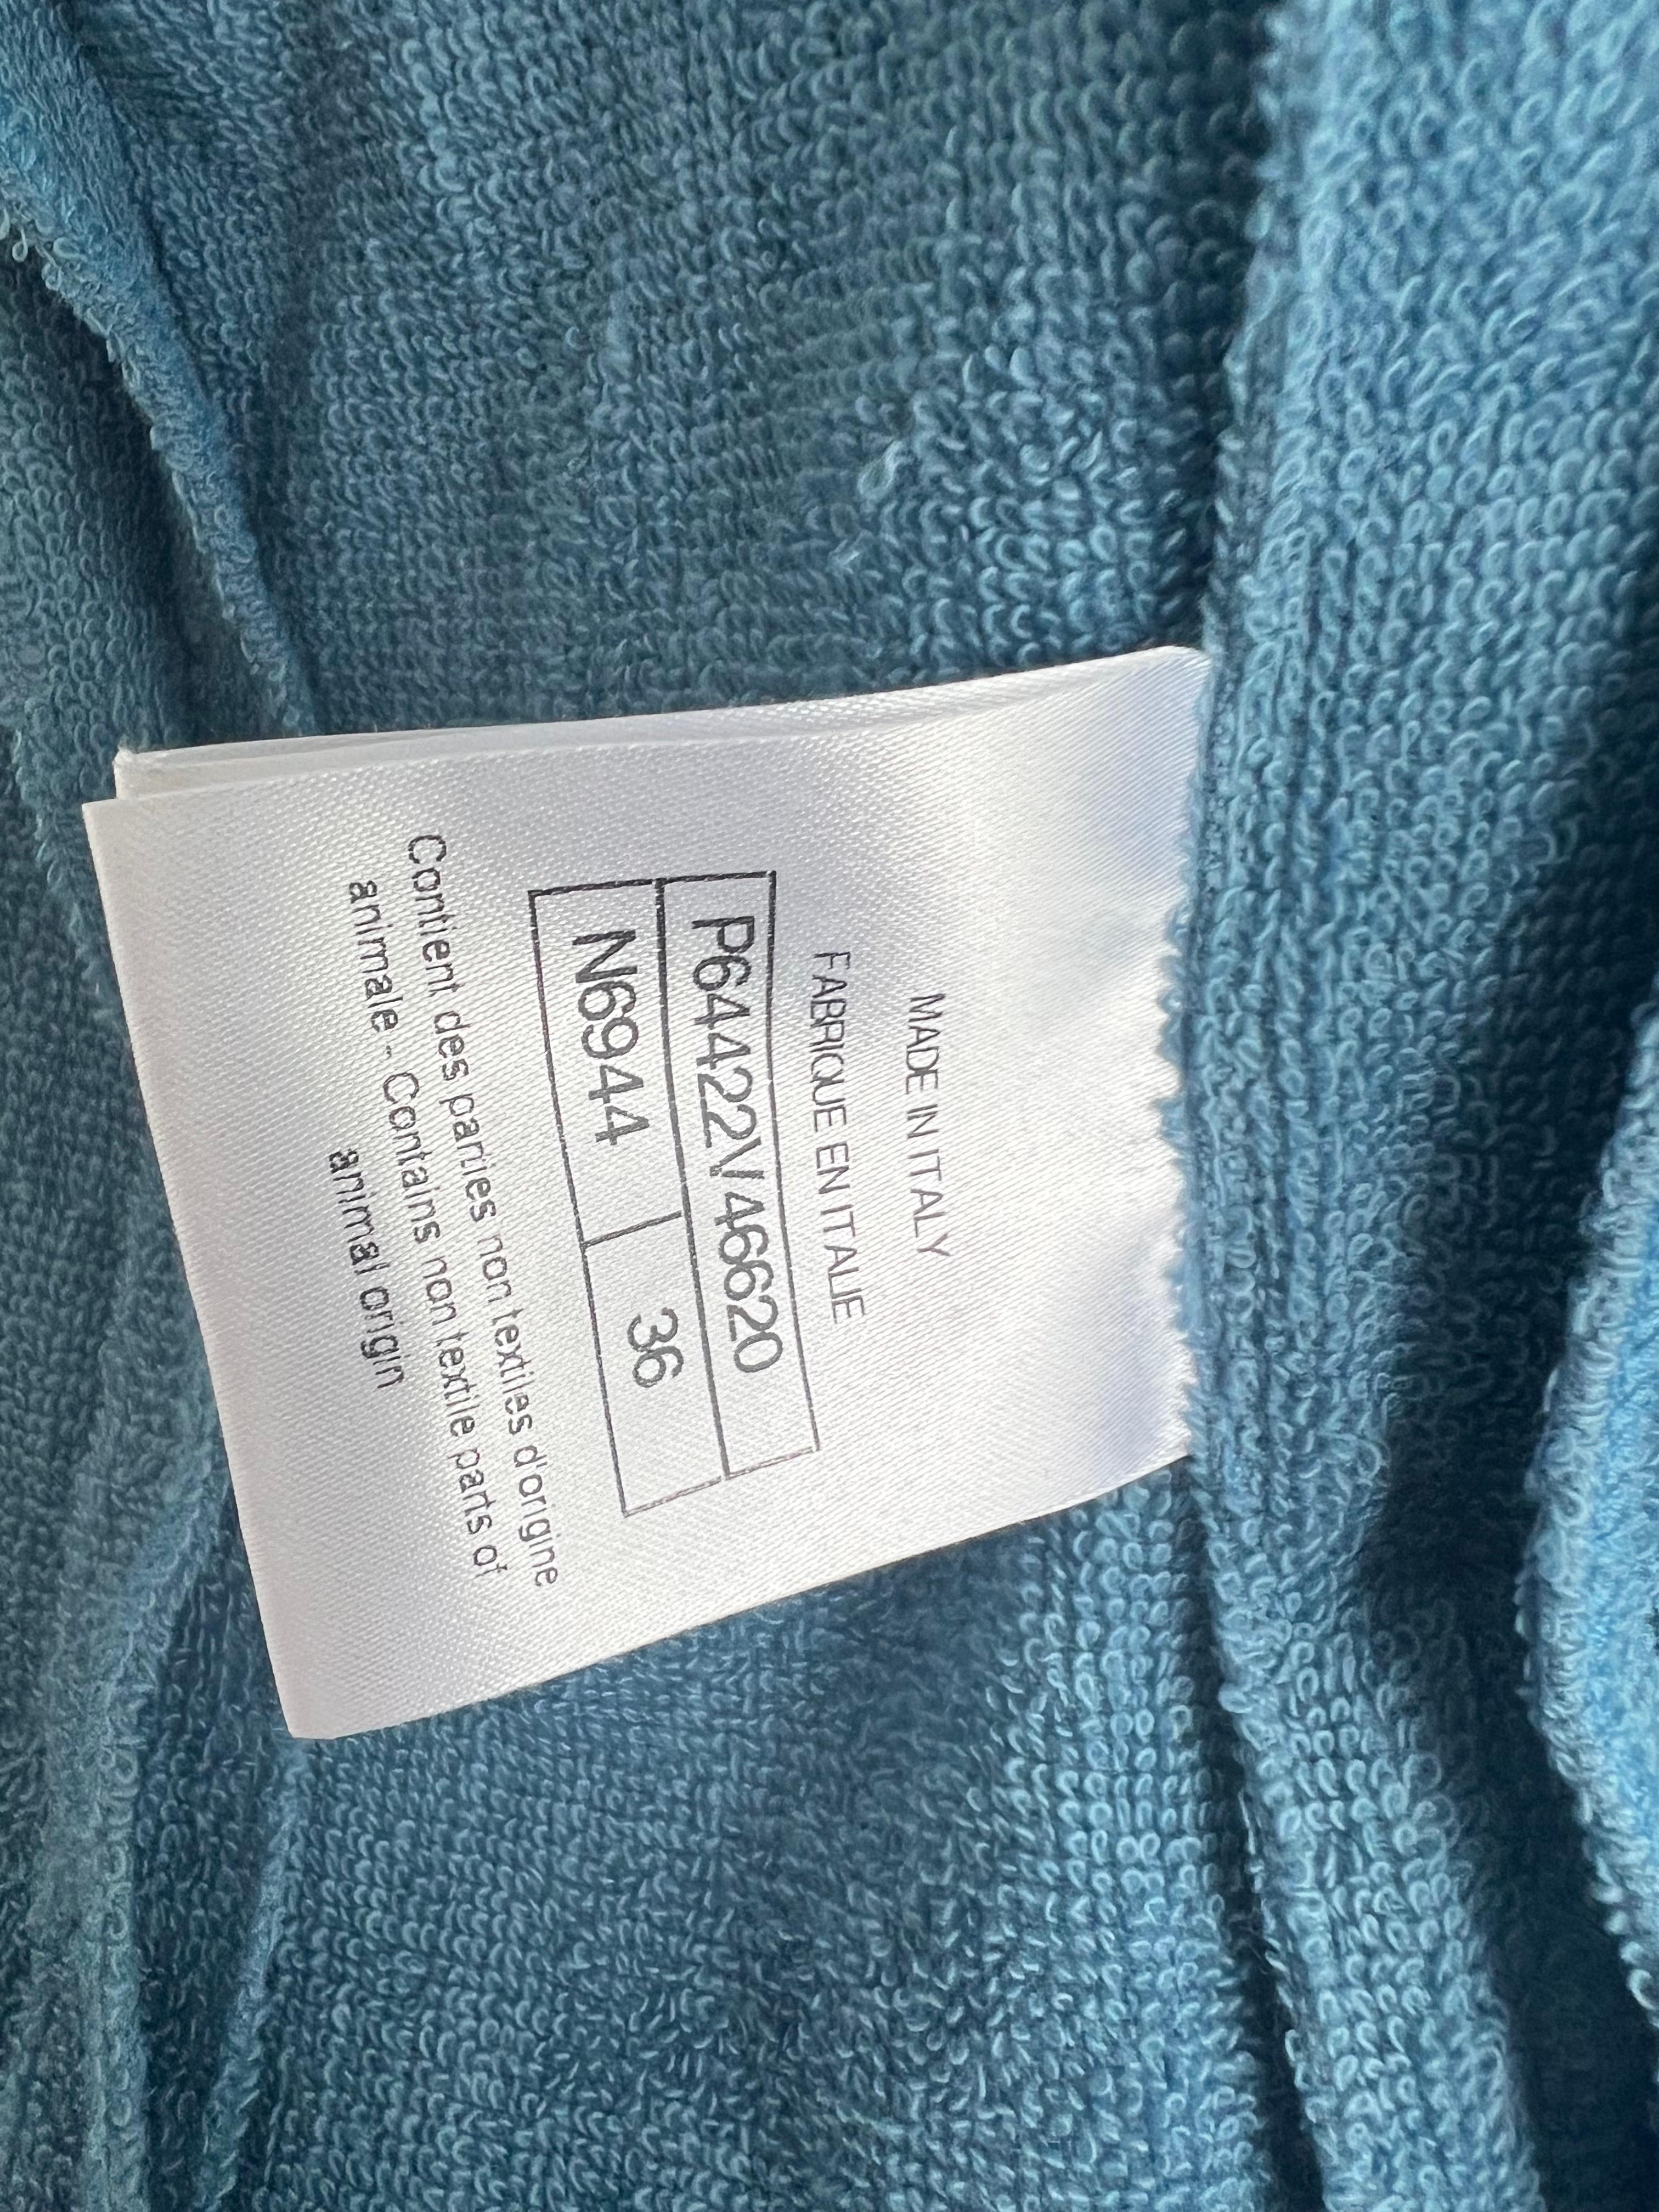 MADE IN ITALY
FABRIQUE EN ITALIE
P64422V46620
N6944 36
Contient des parties non textiles d'origine
animale - Contains non textile parts of
animal origin